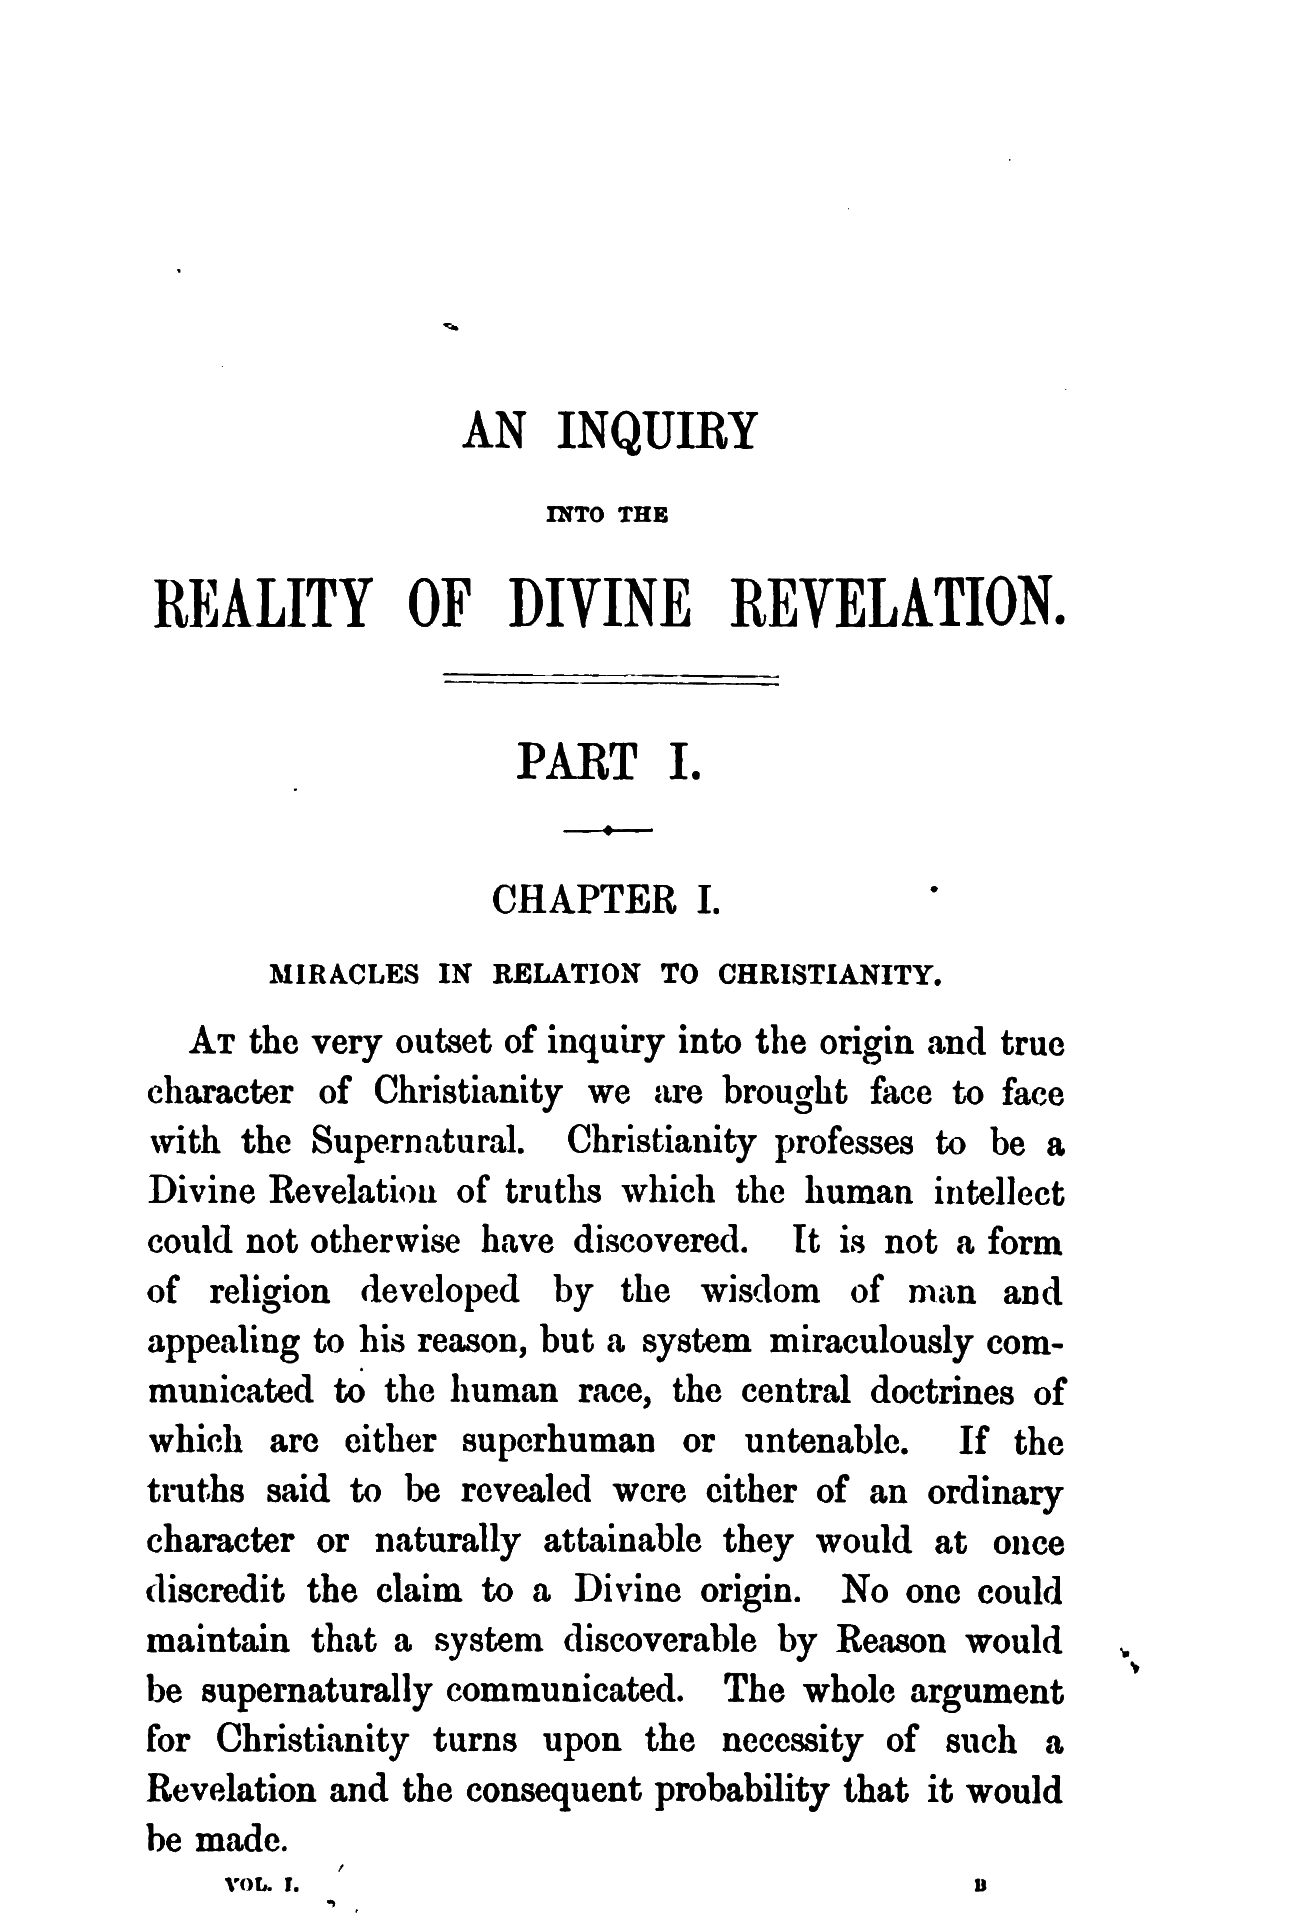 AN INQUIRY
INTO THE
REALITY OF DIVINE REVELATION.
PART I.
CHAPTER I.
MIRACLES IN RELATION TO CHRISTIANITY.
AT the very outset of inquiry into the origin and true
character of Christianity we are brought face to face
with the Supernatural. Christianity professes to be a
Divine Revelation of truths which the human intellect
could not otherwise have discovered. It is not a form
of religion developed by the wisdom of man and
appealing to his reason, but a system miraculously com-
municated to the human race, the central doctrines of
which are either superhuman or untenable. If the
truths said to be revealed were either of an ordinary
character or naturally attainable they would at once
discredit the claim to a Divine origin. No one could
maintain that a system discoverable by Reason would
be supernaturally communicated. The whole argument
for Christianity turns upon the necessity of such a
Revelation and the consequent probability that it would
be made.
VOL. I. B